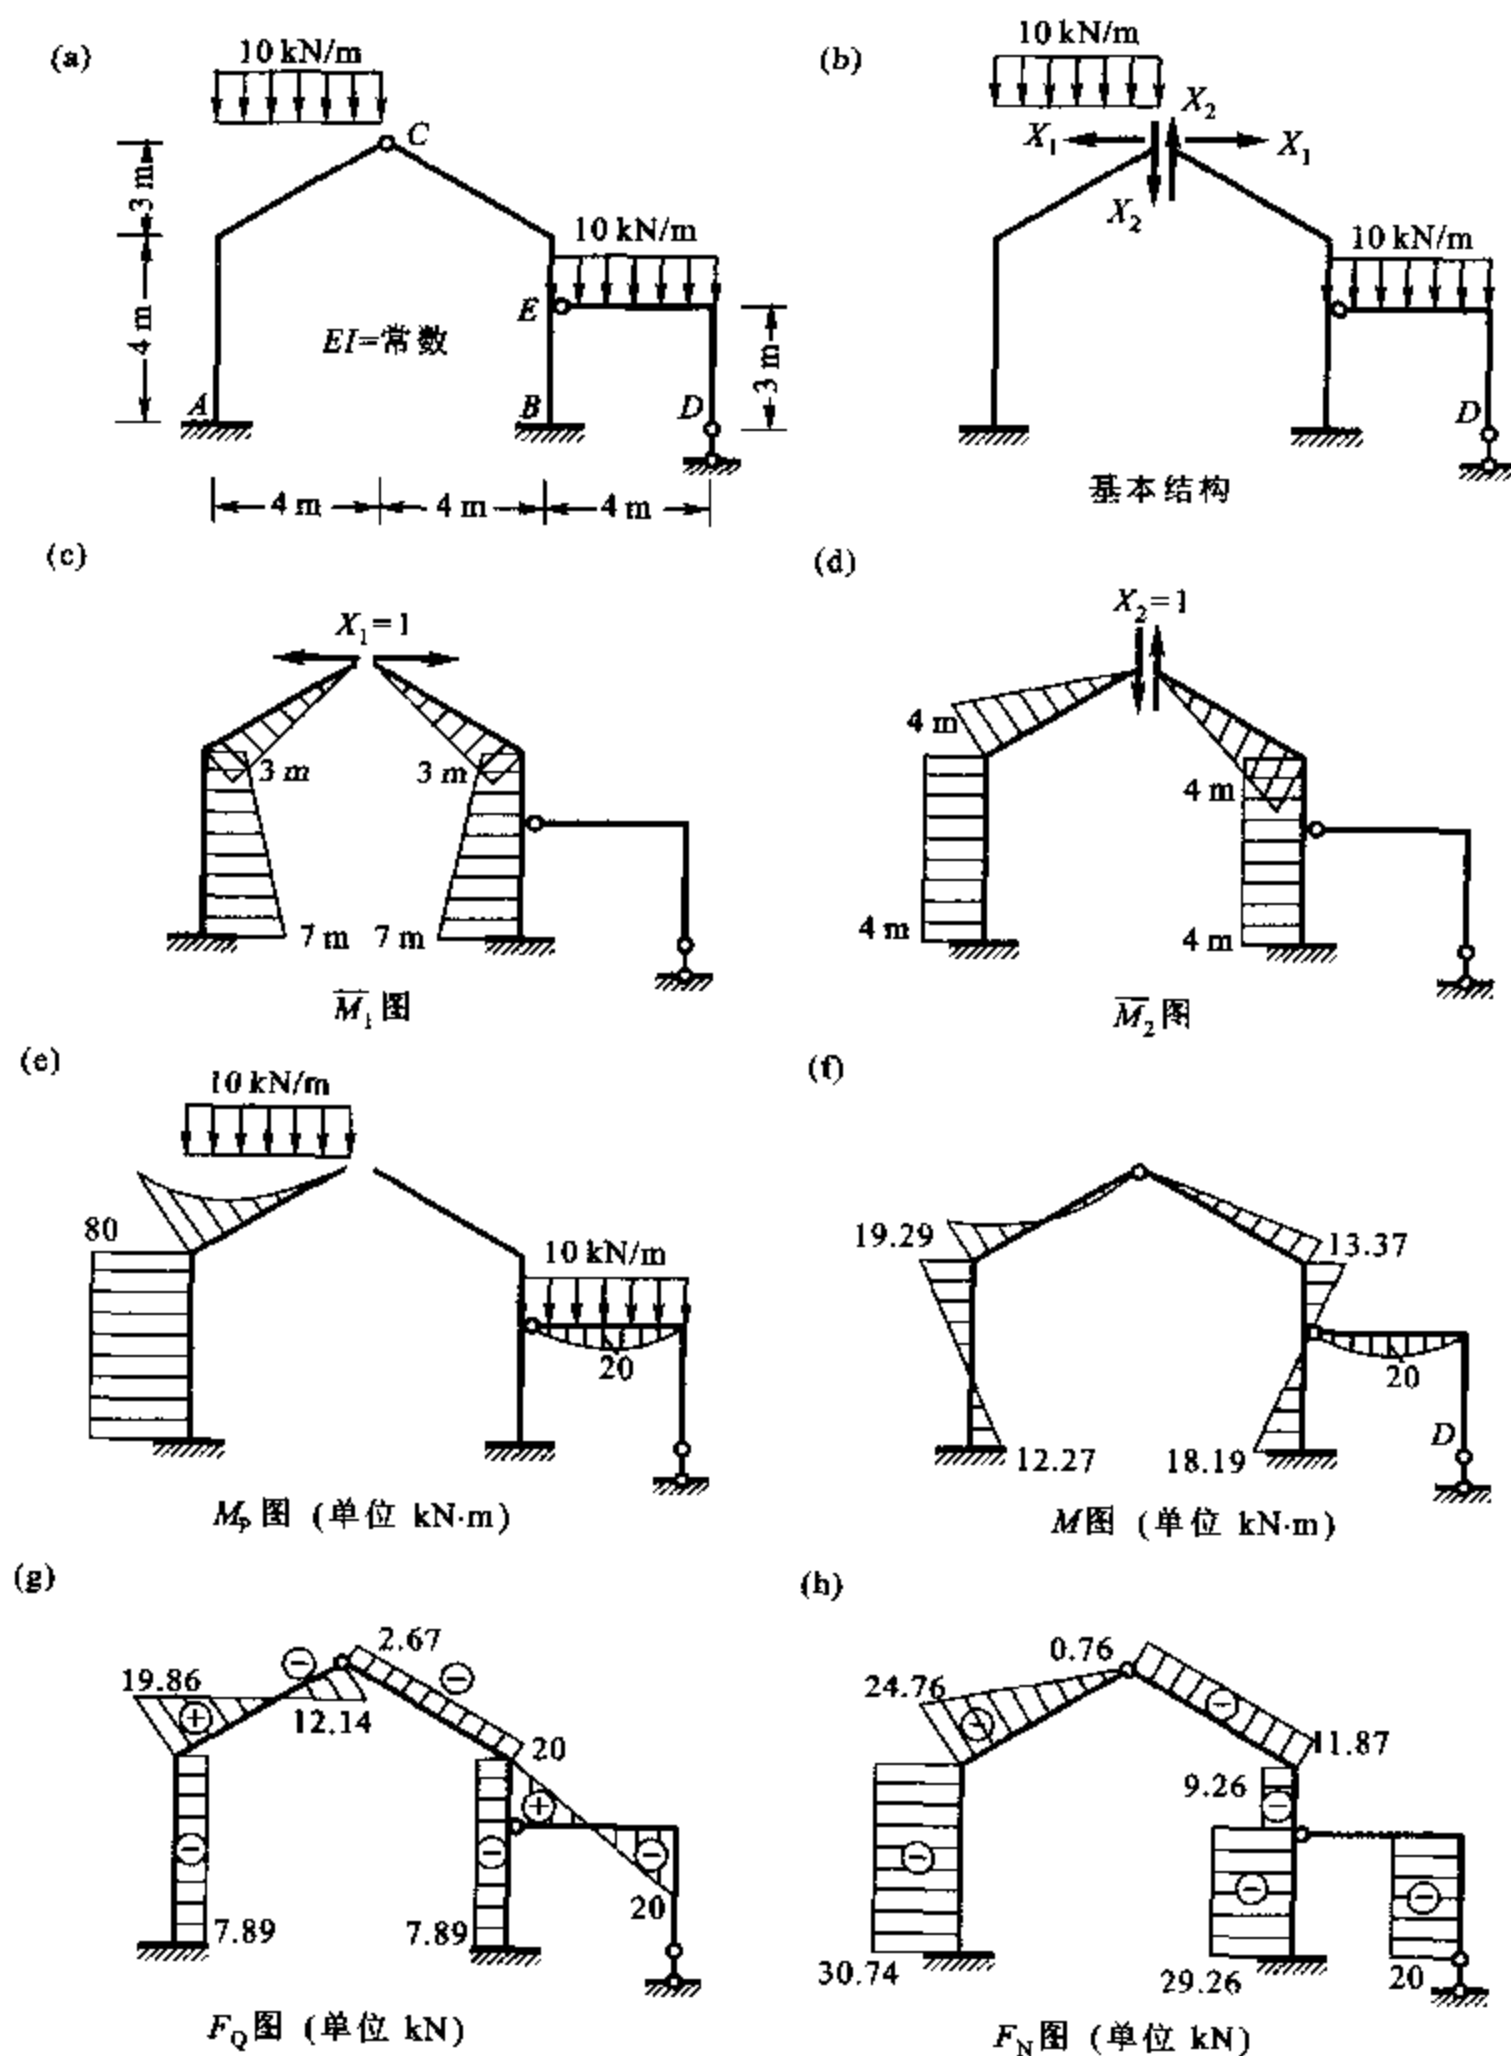 (a)
10 kN/m
C
3 m
4 m
10 kN/m
E
EI=常数
3 m
A
B
D
4 m
4 m
4 m
(b)
10 kN/m
X₂
X₁
X₁
X₂
10 kN/m
D
基本结构
(c)
X₁=1
3 m
3 m
7 m
7 m
M̅₁图
(d)
X₂=1
4 m
4 m
4 m
4 m
M̅₂图
(e)
10 kN/m
80
10 kN/m
20
M_P图 (单位 kN·m)
(f)
19.29
13.37
20
D
12.27
18.19
M图 (单位 kN·m)
(g)
2.67
19.86
12.14
20
20
7.89
7.89
F_Q图 (单位 kN)
(h)
0.76
24.76
11.87
9.26
30.74
29.26
20
F_N图 (单位 kN)